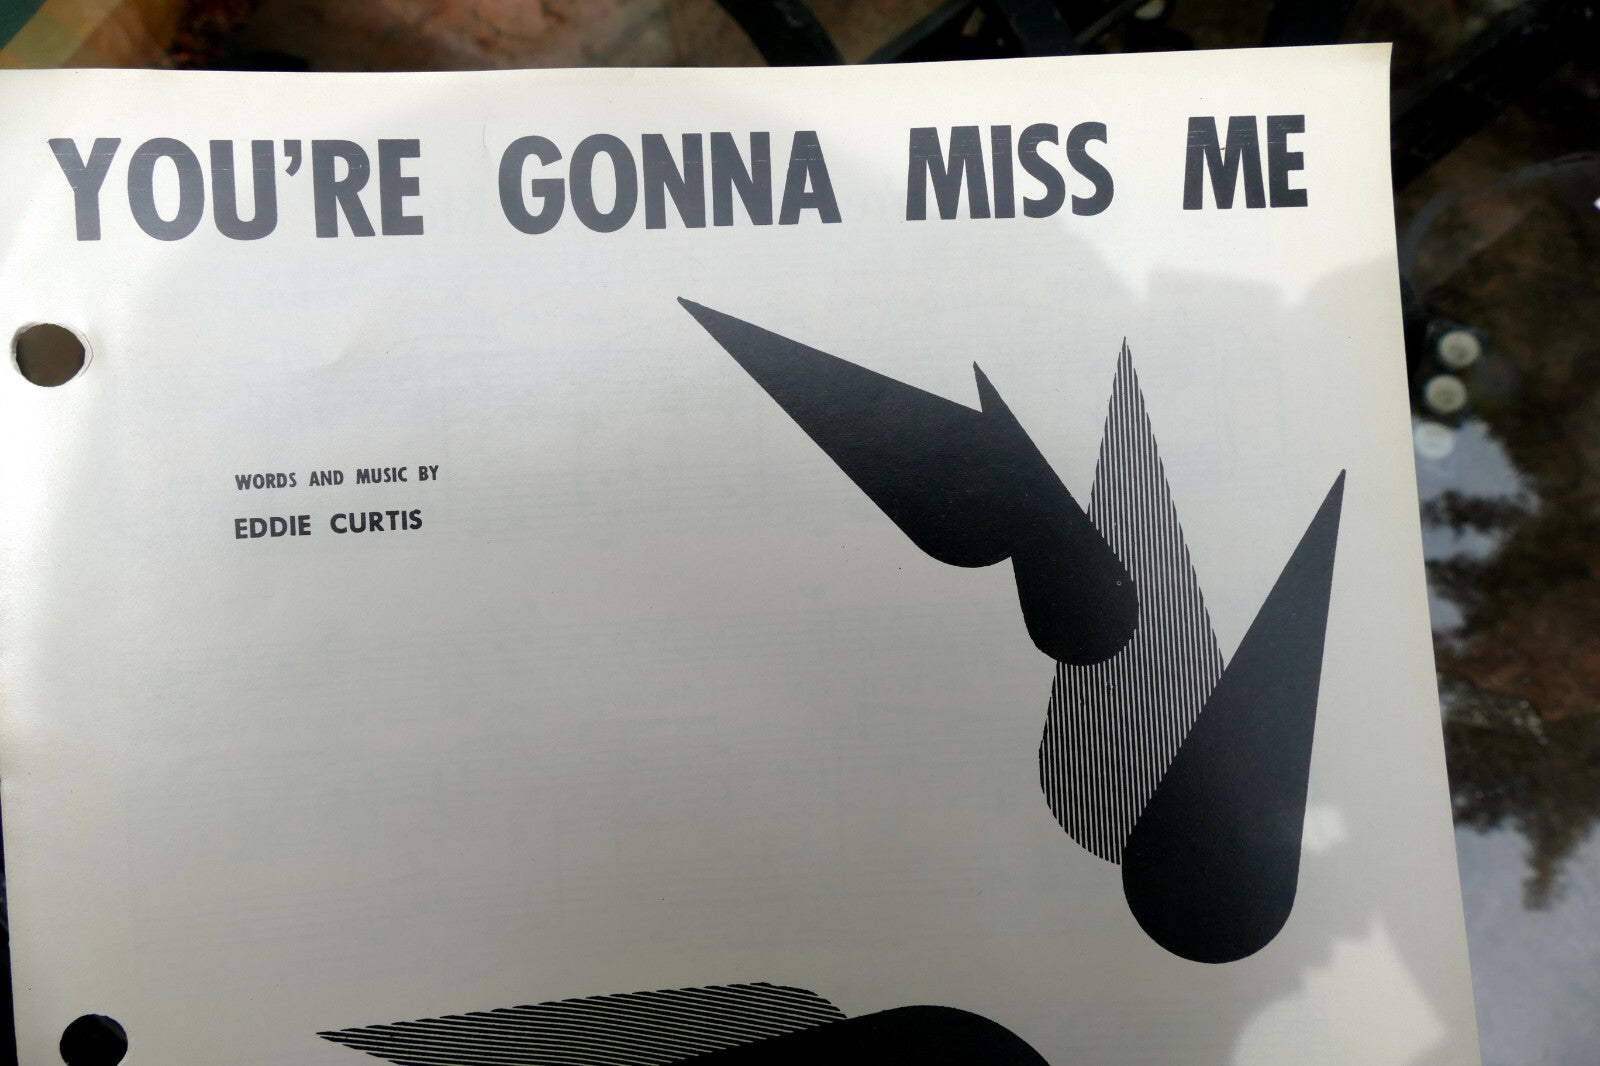 YOU'RE GONNA MISS ME
WORDS AND MUSIC BY
EDDIE CURTIS